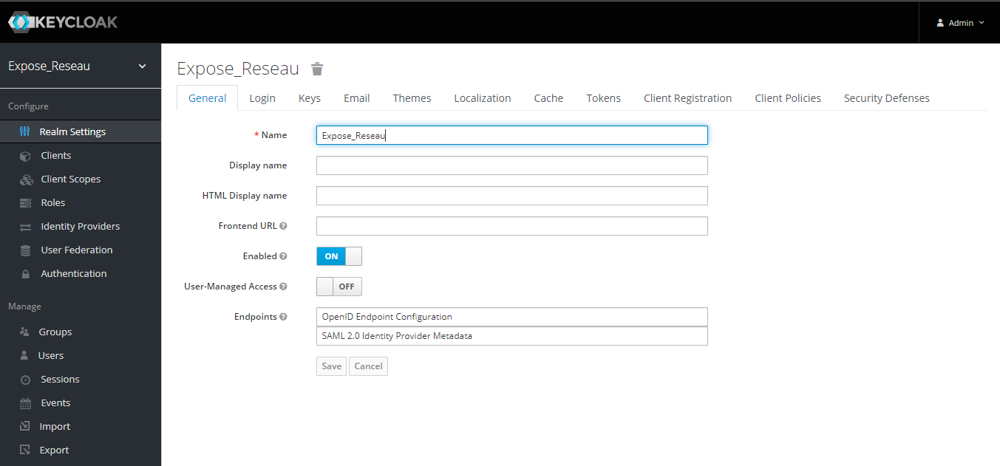 KEYCLOAK
Admin
Expose_Reseau
Configure
Realm Settings
Clients
Client Scopes
Roles
Identity Providers
User Federation
Authentication
Manage
Groups
Users
Sessions
Events
Import
Export
Expose_Reseau
General Login Keys Email Themes Localization Cache Tokens Client Registration Client Policies Security Defenses
* Name Expose_Reseau
Display name
HTML Display name
Frontend URL ?
Enabled ? ON
User-Managed Access ? OFF
Endpoints ? OpenID Endpoint Configuration
SAML 2.0 Identity Provider Metadata
Save Cancel